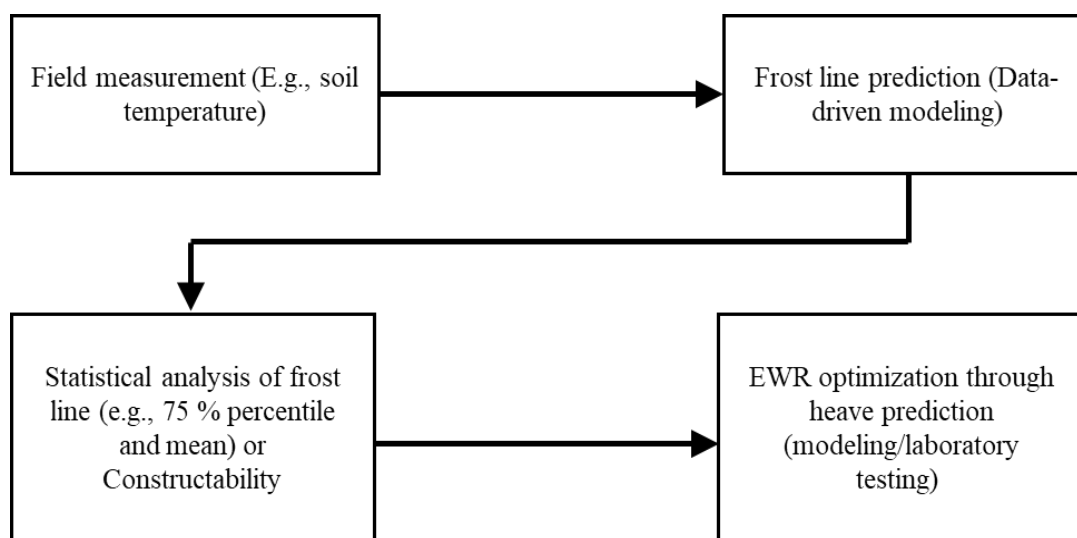 Field measurement (E.g., soil
temperature)
Frost line prediction (Data-
driven modeling)
Statistical analysis of frost
line (e.g., 75 % percentile
and mean) or
Constructability
EWR optimization through
heave prediction
(modeling/laboratory
testing)